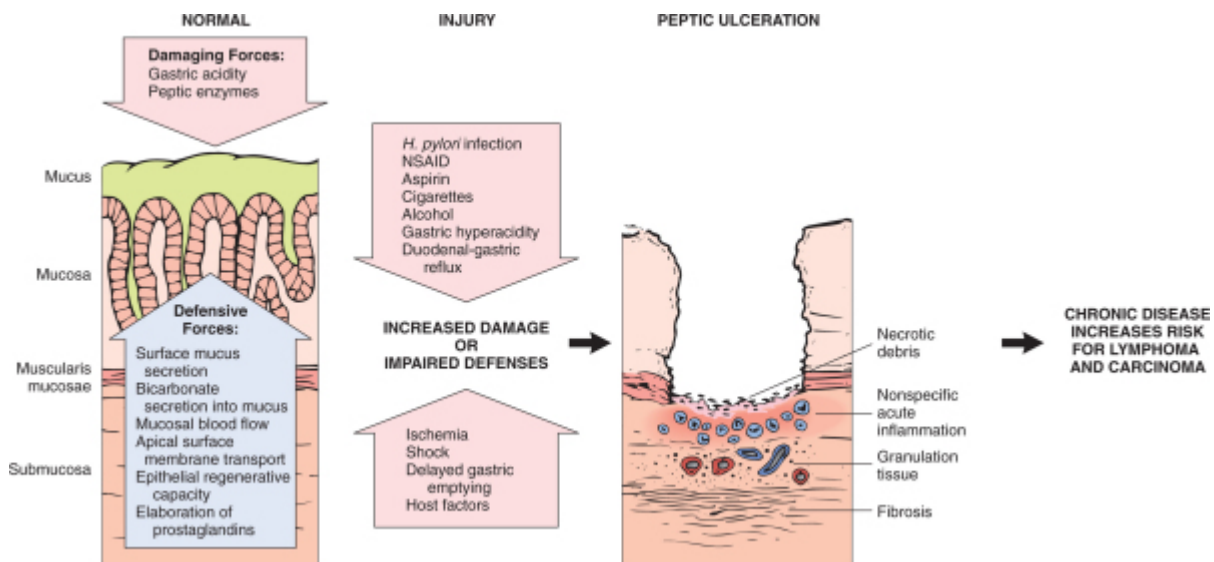 NORMAL
Damaging Forces:
Gastric acidity
Peptic enzymes
Mucus
Mucosa
Muscularis
mucosae
Submucosa
Defensive
Forces:
Surface mucus
secretion
Bicarbonate
secretion into mucus
Mucosal blood flow
Apical surface
membrane transport
Epithelial regenerative
capacity
Elaboration of
prostaglandins
INJURY
H. pylori infection
NSAID
Aspirin
Cigarettes
Alcohol
Gastric hyperacidity
Duodenal-gastric
reflux
INCREASED DAMAGE
OR
IMPAIRED DEFENSES
Ischemia
Shock
Delayed gastric
emptying
Host factors
PEPTIC ULCERATION
Necrotic
debris
Nonspecific
acute
inflammation
Granulation
tissue
Fibrosis
CHRONIC DISEASE
INCREASES RISK
FOR LYMPHOMA
AND CARCINOMA